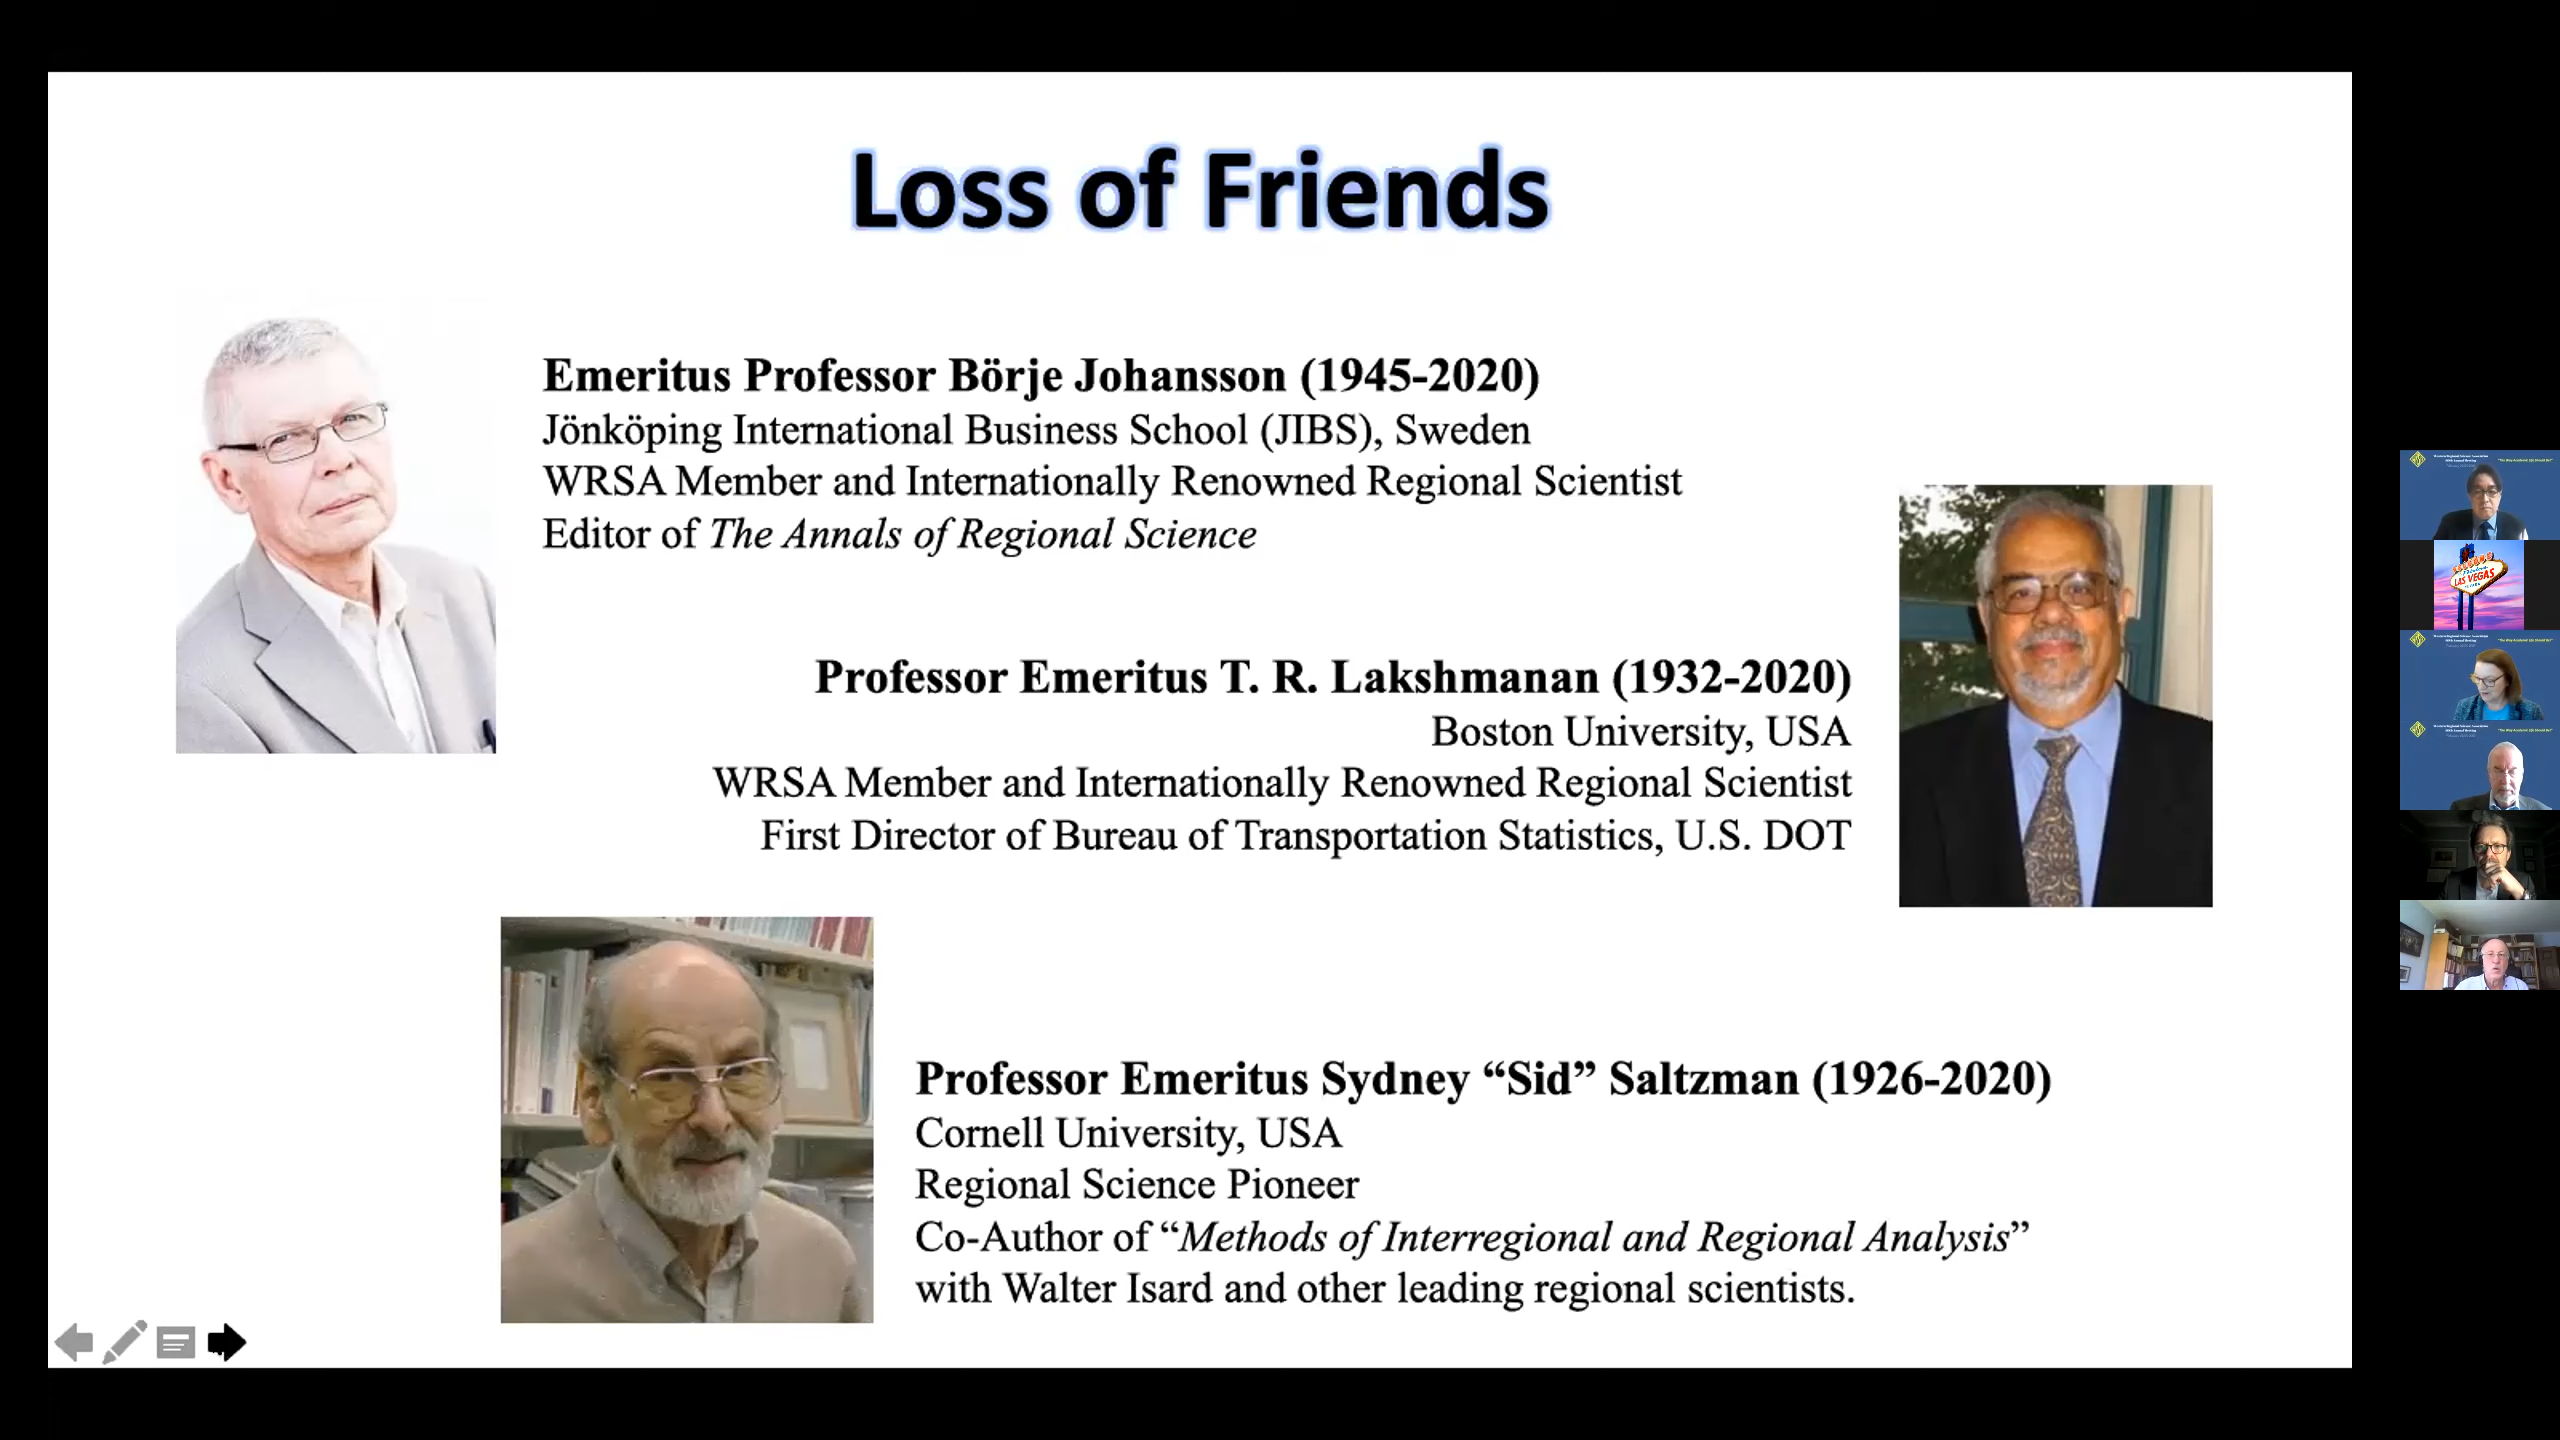 Loss of Friends
Emeritus Professor Börje Johansson (1945-2020)
Jönköping International Business School (JIBS), Sweden
WRSA Member and Internationally Renowned Regional Scientist
Editor of The Annals of Regional Science
Professor Emeritus T. R. Lakshmanan (1932-2020)
Boston University, USA
WRSA Member and Internationally Renowned Regional Scientist
First Director of Bureau of Transportation Statistics, U.S. DOT
Professor Emeritus Sydney “Sid” Saltzman (1926-2020)
Cornell University, USA
Regional Science Pioneer
Co-Author of “Methods of Interregional and Regional Analysis”
with Walter Isard and other leading regional scientists.
LAS VEGAS